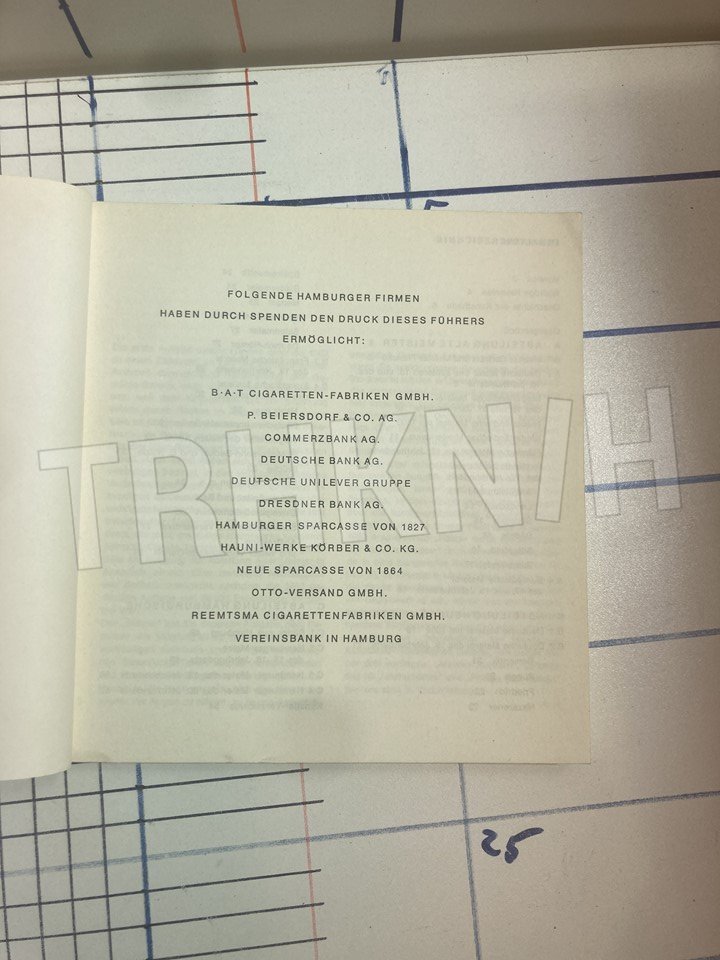 FOLGENDE HAMBURGER FIRMEN
HABEN DURCH SPENDEN DEN DRUCK DIESES FÜHRERS
ERMÖGLICHT:
B·A·T CIGARETTEN-FABRIKEN GMBH.
P. BEIERSDORF & CO. AG.
COMMERZBANK AG.
DEUTSCHE BANK AG.
DEUTSCHE UNILEVER GRUPPE
DRESDNER BANK AG.
HAMBURGER SPARCASSE VON 1827
HAUNI-WERKE KÖRBER & CO. KG.
NEUE SPARCASSE VON 1864
OTTO-VERSAND GMBH.
REEMTSMA CIGARETTENFABRIKEN GMBH.
VEREINSBANK IN HAMBURG
TRHKNIH
25